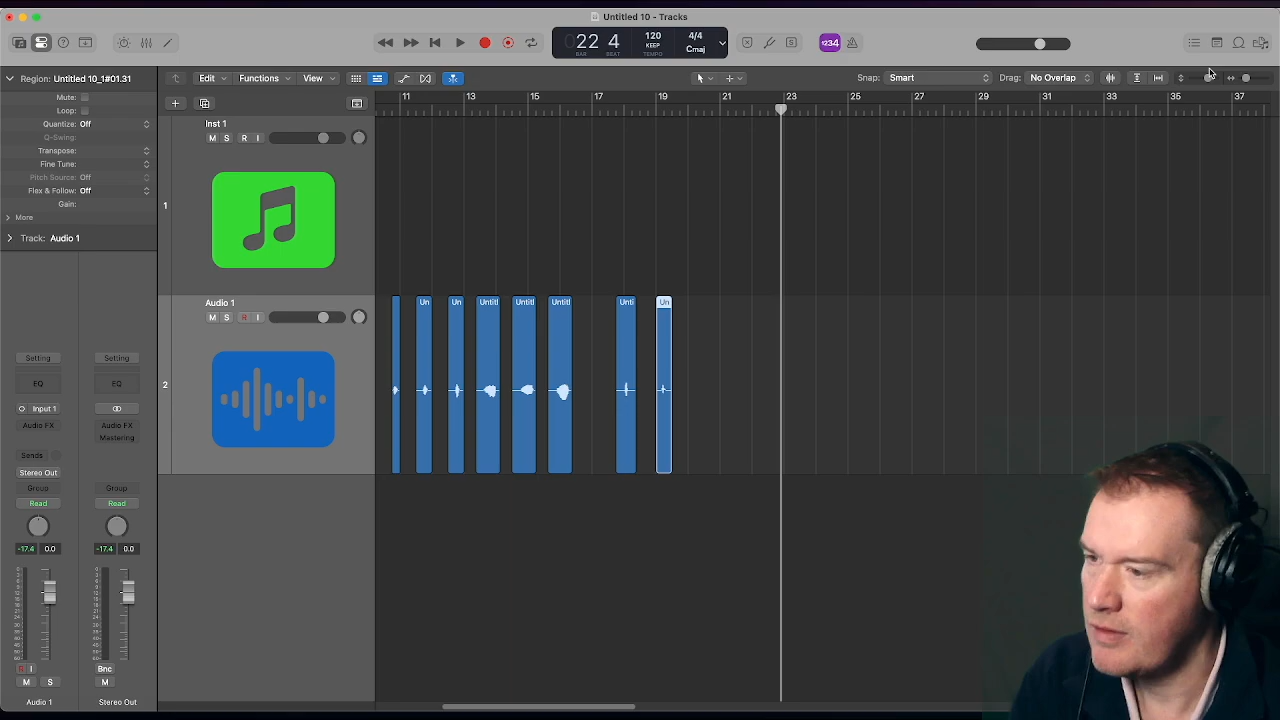 Untitled 10 - Tracks
022 4
BAR BEAT
120
KEEP
TEMPO
4/4
Cmaj
1234
Region: Untitled 10_1#01.31
Edit Functions View
Snap: Smart
Drag: No Overlap
Mute:
Loop:
Quantize: Off
Q-Swing:
Transpose:
Fine Tune:
Pitch Source: Off
Flex & Follow: Off
Gain:
More
Track: Audio 1
11 13 15 17 19 21 23 25 27 29 31 33 35 37
Inst 1
M S R I
1
Audio 1
M S R I
2
Un Un Untitl Untitl Untitl Unti Un
Setting Setting
EQ EQ
Input 1
Audio FX Audio FX
Mastering
Sends
Stereo Out
Group Group
Read Read
-17.4 0.0 -17.4 0.0
R I Bnc
M S M
Audio 1 Stereo Out